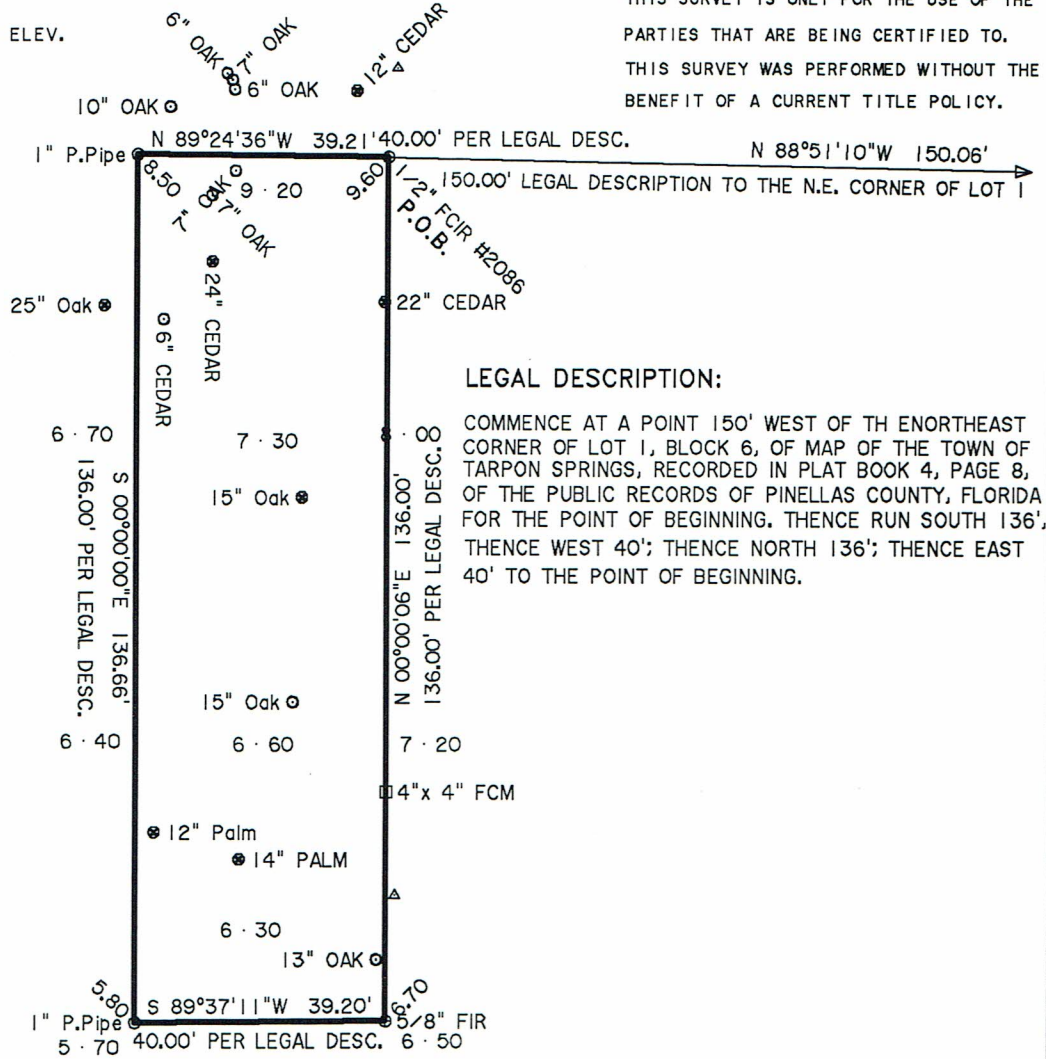 THIS SURVEY IS ONLY FOR THE USE OF THE
ELEV.
PARTIES THAT ARE BEING CERTIFIED TO.
THIS SURVEY WAS PERFORMED WITHOUT THE
BENEFIT OF A CURRENT TITLE POLICY.
6" OAK
7" OAK
6" OAK
12" CEDAR
10" OAK
N 89°24'36"W 39.21'
40.00' PER LEGAL DESC.
N 88°51'10"W 150.06'
1" P.Pipe
150.00' LEGAL DESCRIPTION TO THE N.E. CORNER OF LOT 1
8.50
9.20
9.60
1/2" FCIR #2086
P.O.B.
7" OAK
7" OAK
24" CEDAR
25" Oak
22" CEDAR
6" CEDAR
LEGAL DESCRIPTION:
COMMENCE AT A POINT 150' WEST OF TH ENORTHEAST
CORNER OF LOT 1, BLOCK 6, OF MAP OF THE TOWN OF
TARPON SPRINGS, RECORDED IN PLAT BOOK 4, PAGE 8,
OF THE PUBLIC RECORDS OF PINELLAS COUNTY, FLORIDA
FOR THE POINT OF BEGINNING. THENCE RUN SOUTH 136',
THENCE WEST 40'; THENCE NORTH 136'; THENCE EAST
40' TO THE POINT OF BEGINNING.
6.70
7.30
8.00
15" Oak
S 00°00'00"E 136.66'
136.00' PER LEGAL DESC.
N 00°00'06"E 136.00'
136.00' PER LEGAL DESC.
15" Oak
6.40
6.60
7.20
4"x 4" FCM
12" Palm
14" PALM
6.30
13" OAK
5.80
S 89°37'11"W 39.20'
6.70
1" P.Pipe
5/8" FIR
5.70
40.00' PER LEGAL DESC.
6.50